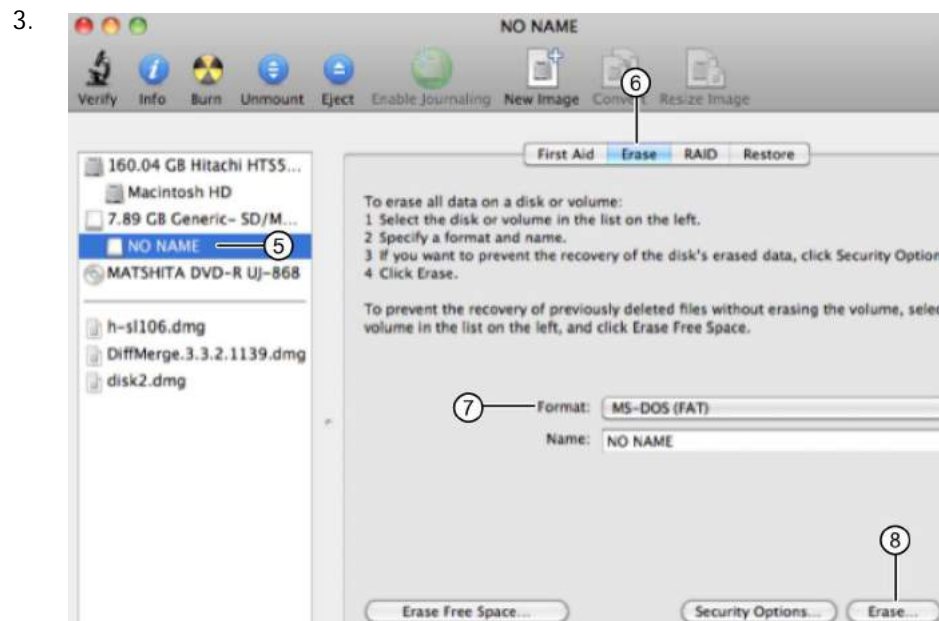 3.
NO NAME
Verify Info Burn Unmount Eject Enable Journaling New Image Convert Resize Image
6
First Aid Erase RAID Restore
160.04 GB Hitachi HTS5...
Macintosh HD
7.89 GB Generic- SD/M...
NO NAME 5
MATSHITA DVD-R UJ-868
h-sl106.dmg
DiffMerge.3.3.2.1139.dmg
disk2.dmg
To erase all data on a disk or volume:
1 Select the disk or volume in the list on the left.
2 Specify a format and name.
3 If you want to prevent the recovery of the disk's erased data, click Security Option
4 Click Erase.
To prevent the recovery of previously deleted files without erasing the volume, selec
volume in the list on the left, and click Erase Free Space.
7 Format: MS-DOS (FAT)
Name: NO NAME
8
Erase Free Space... Security Options... Erase...